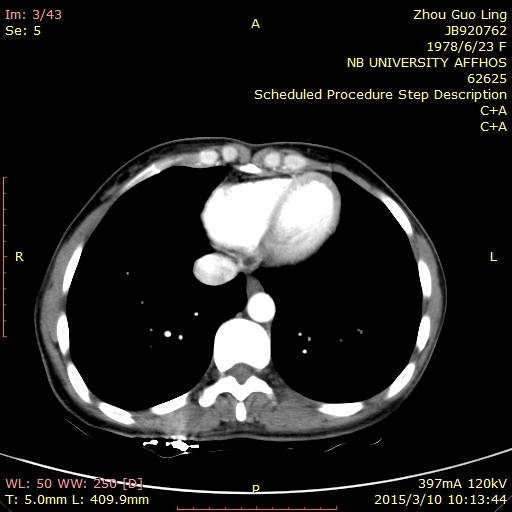 Im: 3/43
Se: 5
A
Zhou Guo Ling
JB920762
1978/6/23 F
NB UNIVERSITY AFFHOS
62625
Scheduled Procedure Step Description
C+A
C+A
R
L
WL: 50 WW: 250 [D]
T: 5.0mm L: 409.9mm
P
397mA 120kV
2015/3/10 10:13:44